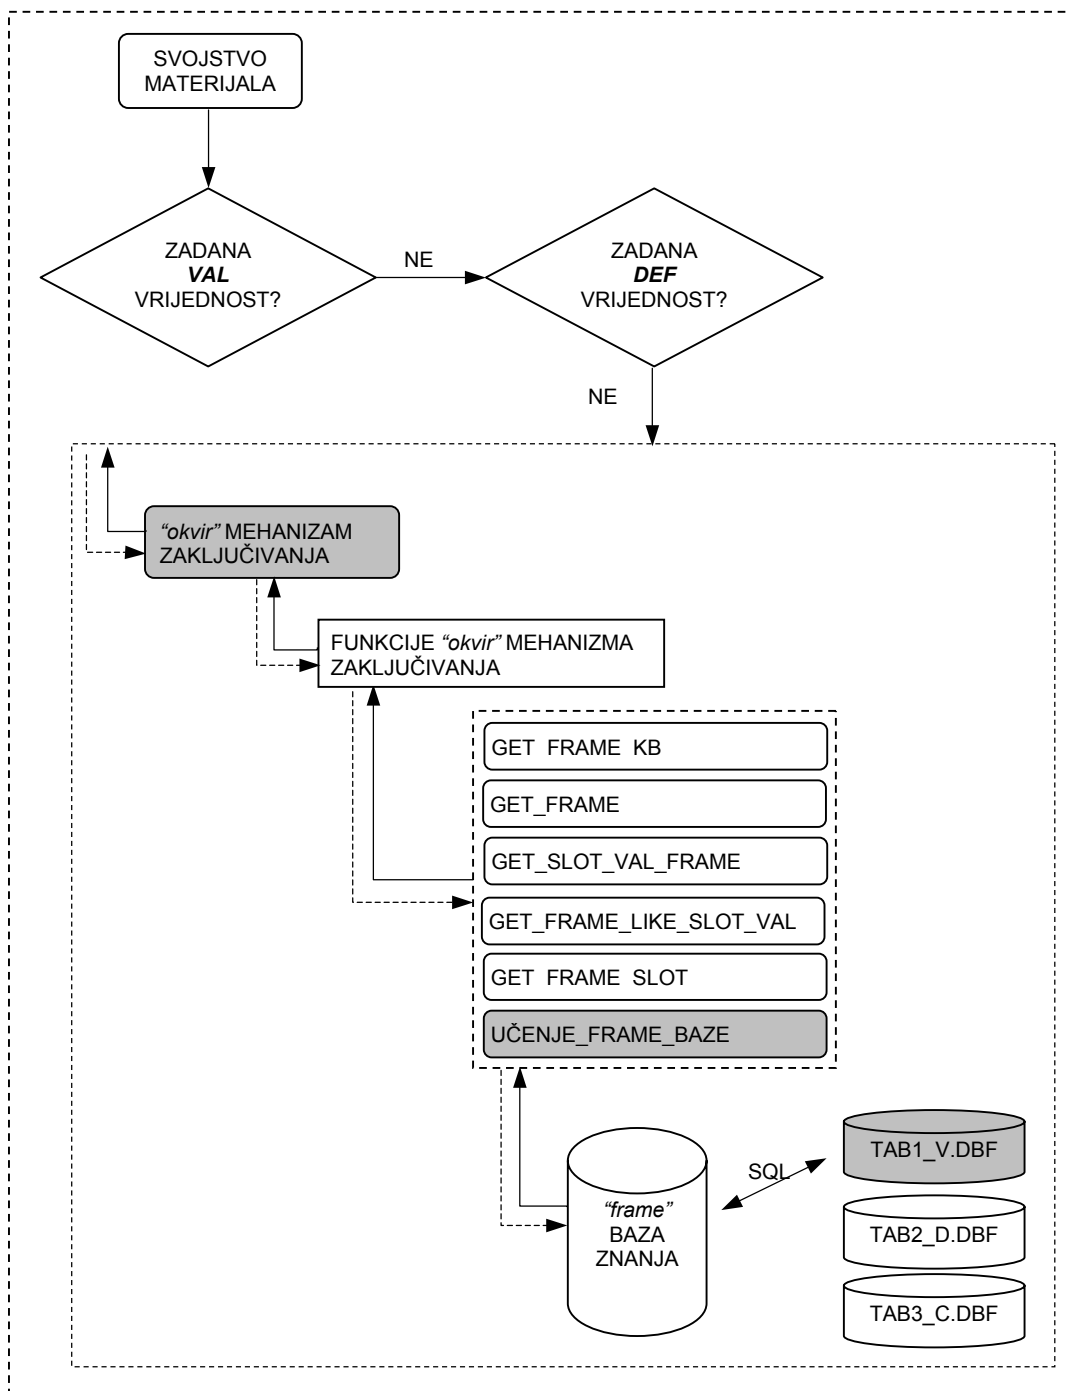 SVOJSTVO
MATERIJALA
ZADANA
VAL
VRIJEDNOST?
NE
ZADANA
DEF
VRIJEDNOST?
NE
“okvir” MEHANIZAM
ZAKLJUČIVANJA
FUNKCIJE “okvir” MEHANIZMA
ZAKLJUČIVANJA
GET FRAME KB
GET_FRAME
GET_SLOT_VAL_FRAME
GET_FRAME_LIKE_SLOT_VAL
GET FRAME SLOT
UČENJE_FRAME_BAZE
“frame”
BAZA
ZNANJA
SQL
TAB1_V.DBF
TAB2_D.DBF
TAB3_C.DBF